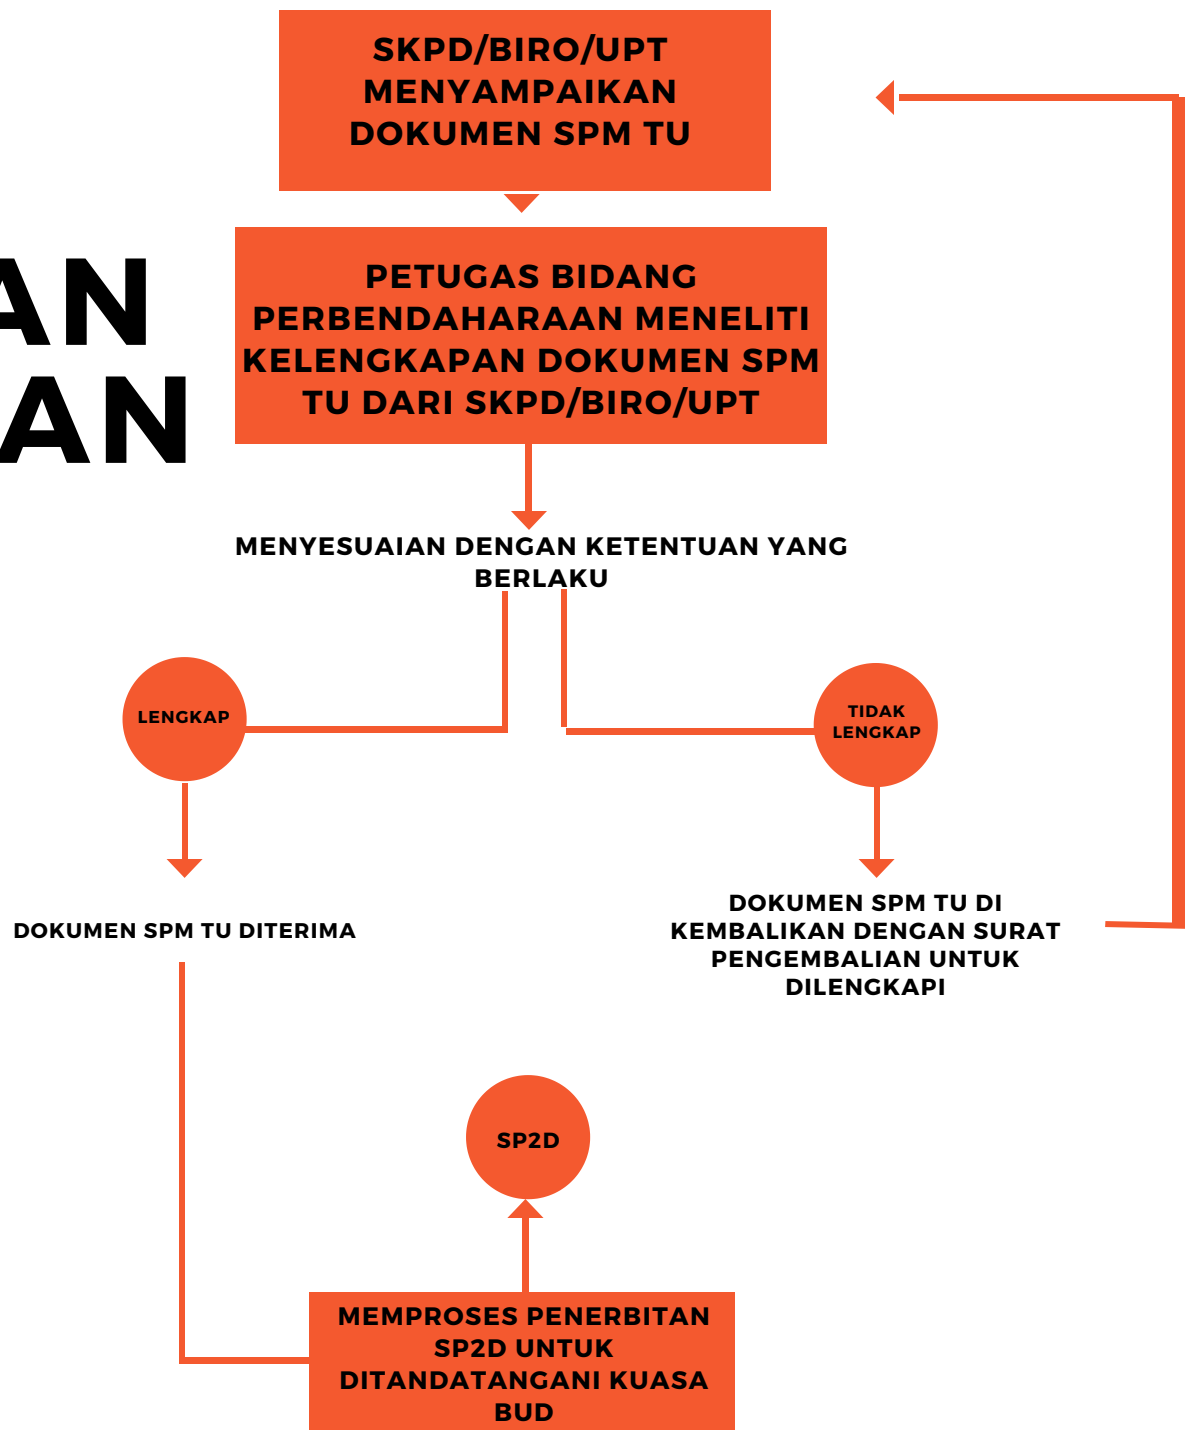 SKPD/BIRO/UPT
MENYAMPAIKAN
DOKUMEN SPM TU
AN
AN
PETUGAS BIDANG
PERBENDAHARAAN MENELITI
KELENGKAPAN DOKUMEN SPM
TU DARI SKPD/BIRO/UPT
MENYESUAIAN DENGAN KETENTUAN YANG
BERLAKU
LENGKAP
TIDAK
LENGKAP
DOKUMEN SPM TU DITERIMA
DOKUMEN SPM TU DI
KEMBALIKAN DENGAN SURAT
PENGEMBALIAN UNTUK
DILENGKAPI
SP2D
MEMPROSES PENERBITAN
SP2D UNTUK
DITANDATANGANI KUASA
BUD